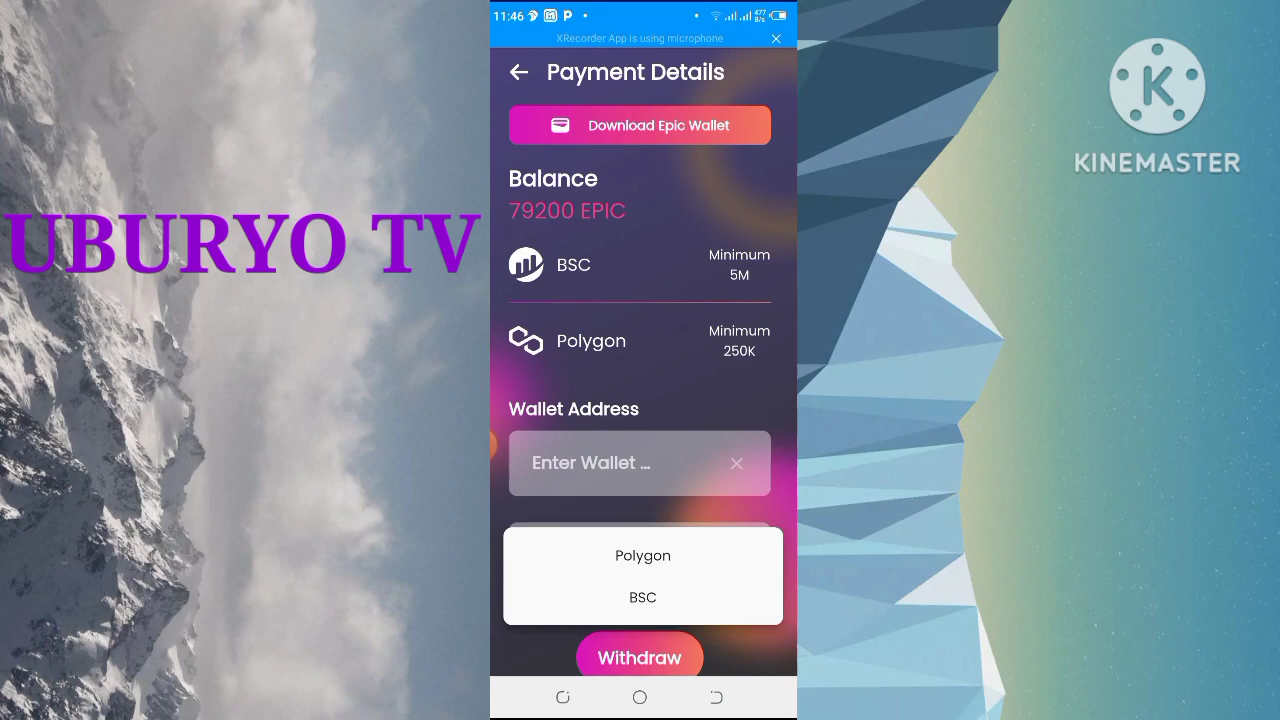 11:46
477
B/s
XRecorder App is using microphone
Payment Details
Download Epic Wallet
Balance
79200 EPIC
BSC
Minimum
5M
Polygon
Minimum
250K
Wallet Address
Enter Wallet ...
Polygon
BSC
Withdraw
UBURYO TV
K
KINEMASTER